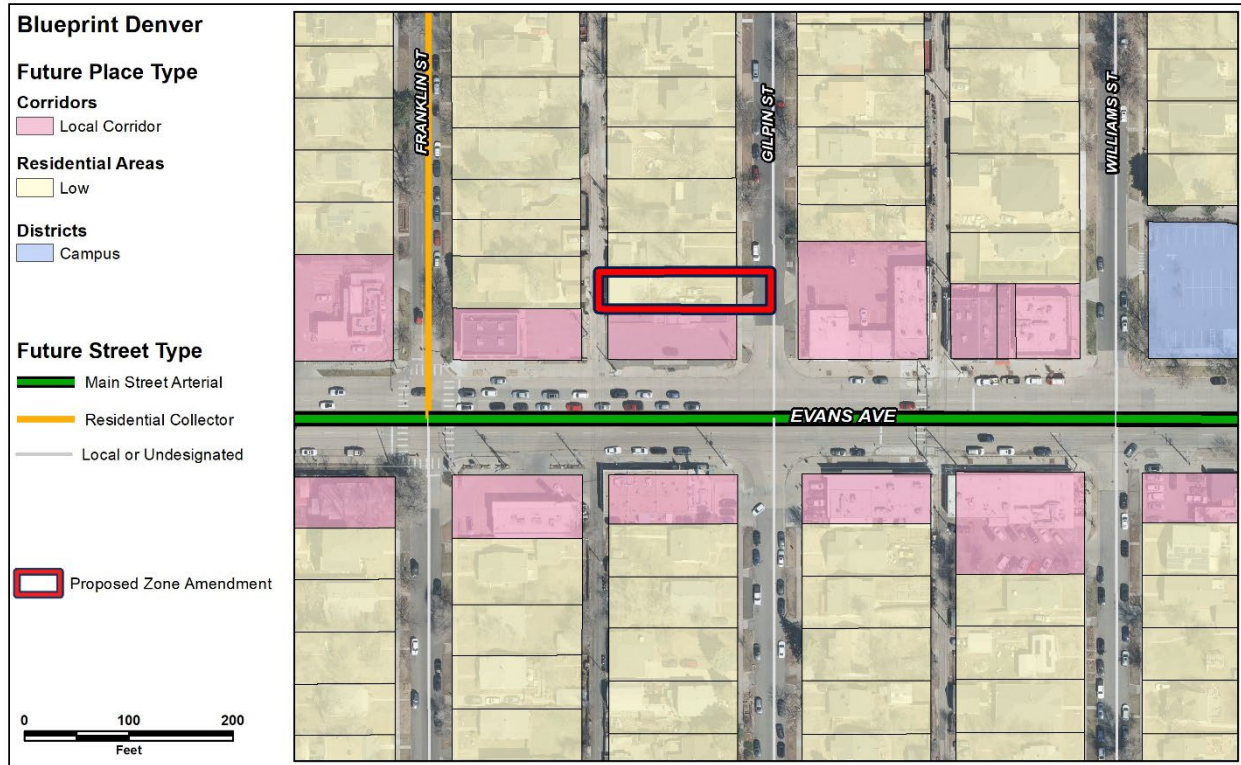 Blueprint Denver
Future Place Type
Corridors
Local Corridor
Residential Areas
Low
Districts
Campus
Future Street Type
Main Street Arterial
Residential Collector
Local or Undesignated
Proposed Zone Amendment
0 100 200
Feet
FRANKLIN ST
GILPIN ST
WILLIAMS ST
EVANS AVE